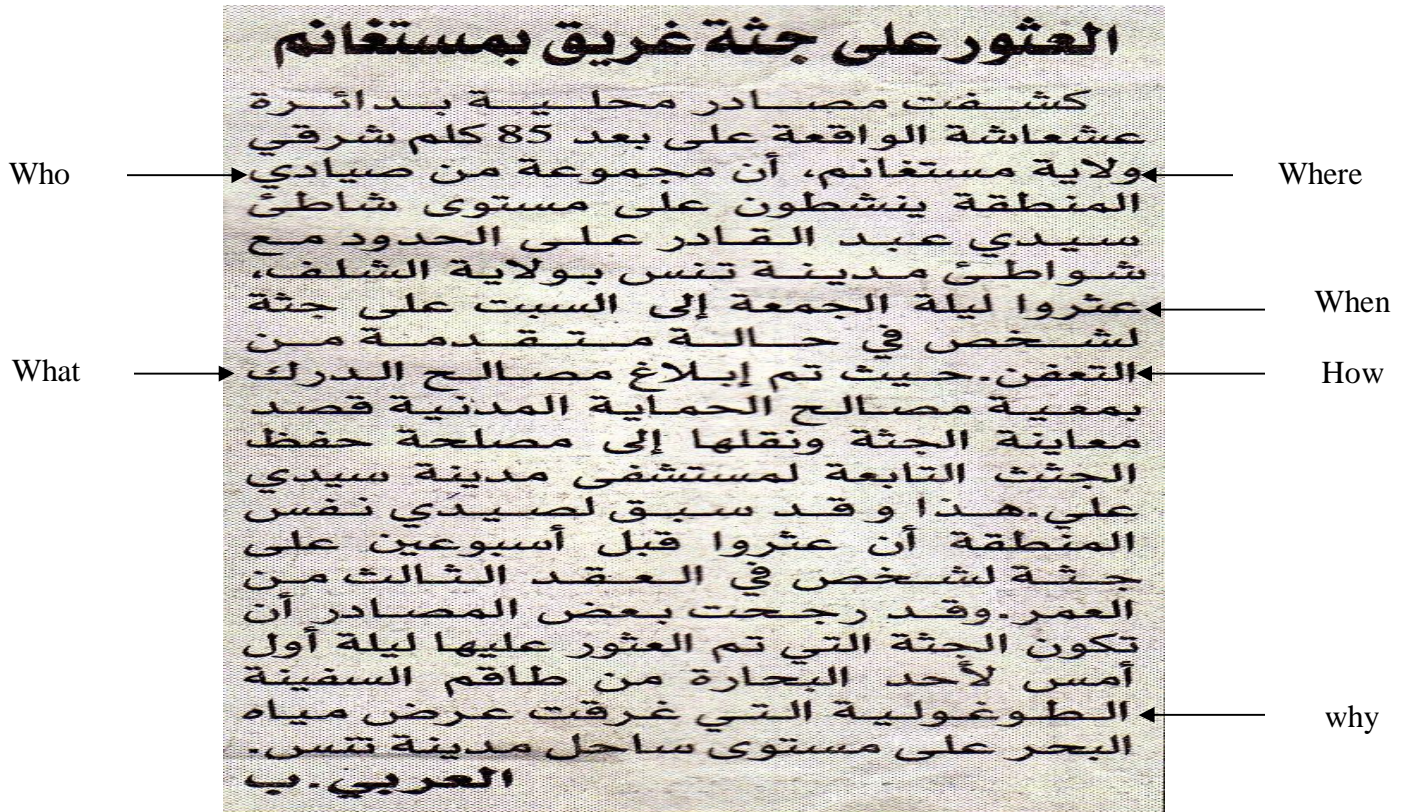 العثور على جثة غريق بمستغانم
كشفت مصادر محلية بدائرة
عشعاشة الواقعة على بعد 85 كلم شرقي
Who
ولاية مستغانم، أن مجموعة من صيادي
Where
المنطقة ينشطون على مستوى شاطئ
سيدي عبد القادر على الحدود مع
شواطئ مدينة تنس بولاية الشلف،
عثروا ليلة الجمعة إلى السبت على جثة
When
لشخص في حالة متقدمة من
What
التعفن.حيث تم إبلاغ مصالح الدرك
How
بمعية مصالح الحماية المدنية قصد
معاينة الجثة ونقلها إلى مصلحة حفظ
الجثث التابعة لمستشفى مدينة سيدي
علي.هذا وقد سبق لصيدي نفس
المنطقة أن عثروا قبل أسبوعين على
جثة لشخص في العقد الثالث من
العمر.وقد رجحت بعض المصادر أن
تكون الجثة التي تم العثور عليها ليلة أول
أمس لأحد البحارة من طاقم السفينة
الطوغولية التي غرقت عرض مياه
why
البحر على مستوى ساحل مدينة تنس.
العربي.ب